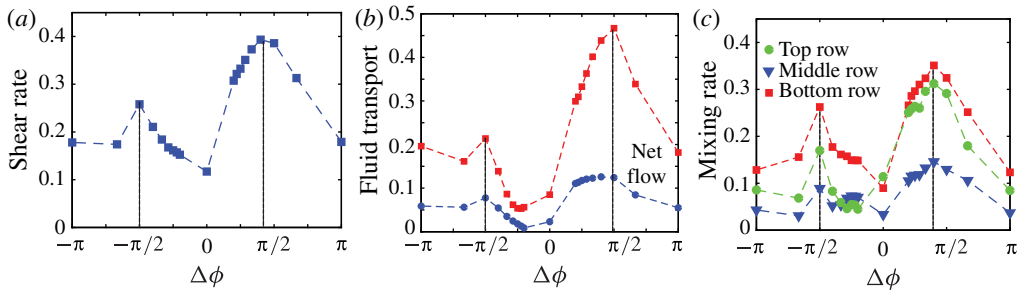 (a)
Shear rate
0.4
0.3
0.2
0.1
0
−π
−π/2
0
π/2
π
Δϕ
(b)
Fluid transport
0.5
0.4
0.3
0.2
0.1
0
Net
flow
−π
−π/2
0
π/2
π
Δϕ
(c)
Mixing rate
0.4
0.3
0.2
0.1
0
Top row
Middle row
Bottom row
−π
−π/2
0
π/2
π
Δϕ